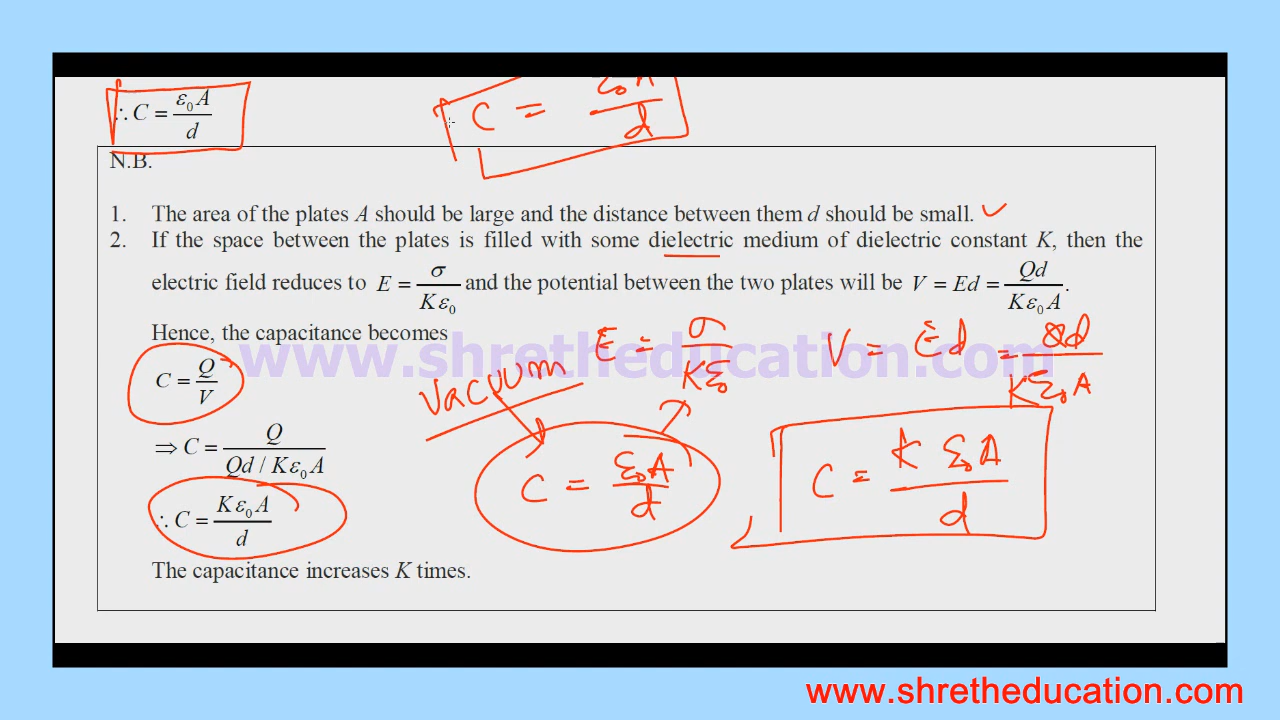 ∴ C = ε₀A / d
C = ε₀A / d
N.B.
1. The area of the plates A should be large and the distance between them d should be small.
2. If the space between the plates is filled with some dielectric medium of dielectric constant K, then the
electric field reduces to E = σ / Kε₀ and the potential between the two plates will be V = Ed = Qd / Kε₀A.
Hence, the capacitance becomes
www.shretheducation.com
E = σ / Kε₀
V = Ed = Qd / Kε₀A
C = Q / V
Vacuum
⇒ C = Q / Qd / Kε₀A
C = ε₀A / d
C = K ε₀A / d
∴ C = Kε₀A / d
The capacitance increases K times.
www.shretheducation.com